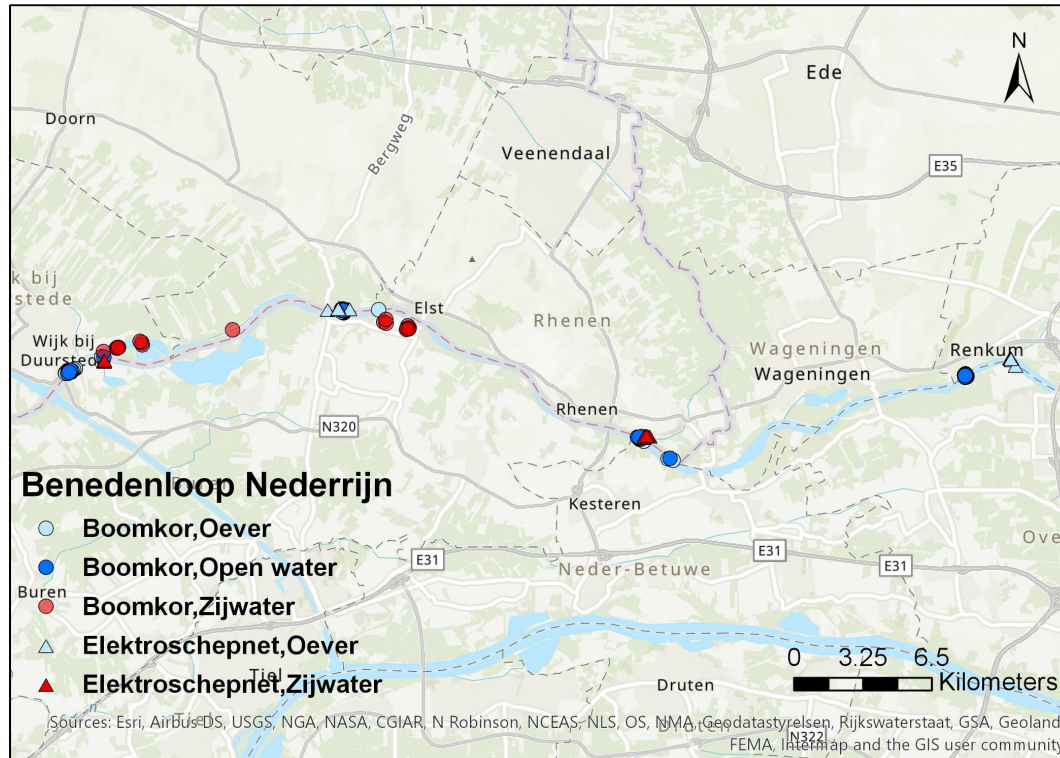 N
Ede
Doorn
Bergweg
Veenendaal
E35
k bij
stede
Elst
Rhenen
Wijk bij
Duurstede
Wageningen
Renkum
Wageningen
Rhenen
N320
Benedenloop Nederrijn
Kesteren
Boomkor,Oever
Ove
E31
E31
E31
Boomkor,Open water
Neder-Betuwe
Buren
Boomkor,Zijwater
Elektroschepnet,Oever
0 3.25 6.5
Tiel
Kilometers
Elektroschepnet,Zijwater
Druten
Tiel
Druten
Sources: Esri, Airbus DS, USGS, NGA, NASA, CGIAR, N Robinson, NCEAS, NLS, OS, NMA, Geodatastyrelsen, Rijkswaterstaat, GSA, Geoland
N322
FEMA, Intermap and the GIS user community